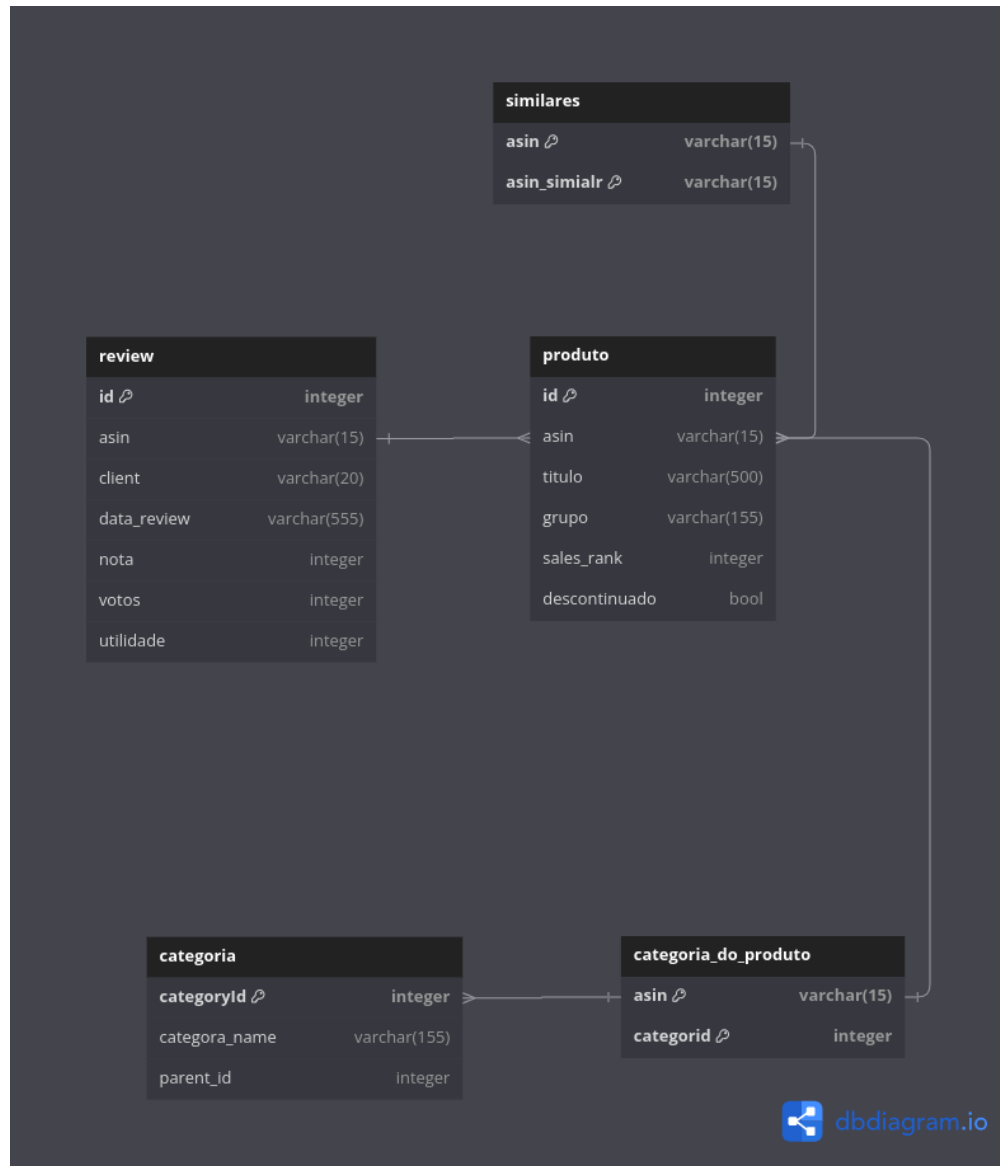 similares
asin varchar(15)
asin_simialr varchar(15)
review
id integer
asin varchar(15)
client varchar(20)
data_review varchar(555)
nota integer
votos integer
utilidade integer
produto
id integer
asin varchar(15)
titulo varchar(500)
grupo varchar(155)
sales_rank integer
descontinuado bool
categoria
categoryId integer
categora_name varchar(155)
parent_id integer
categoria_do_produto
asin varchar(15)
categorid integer
dbdiagram.io